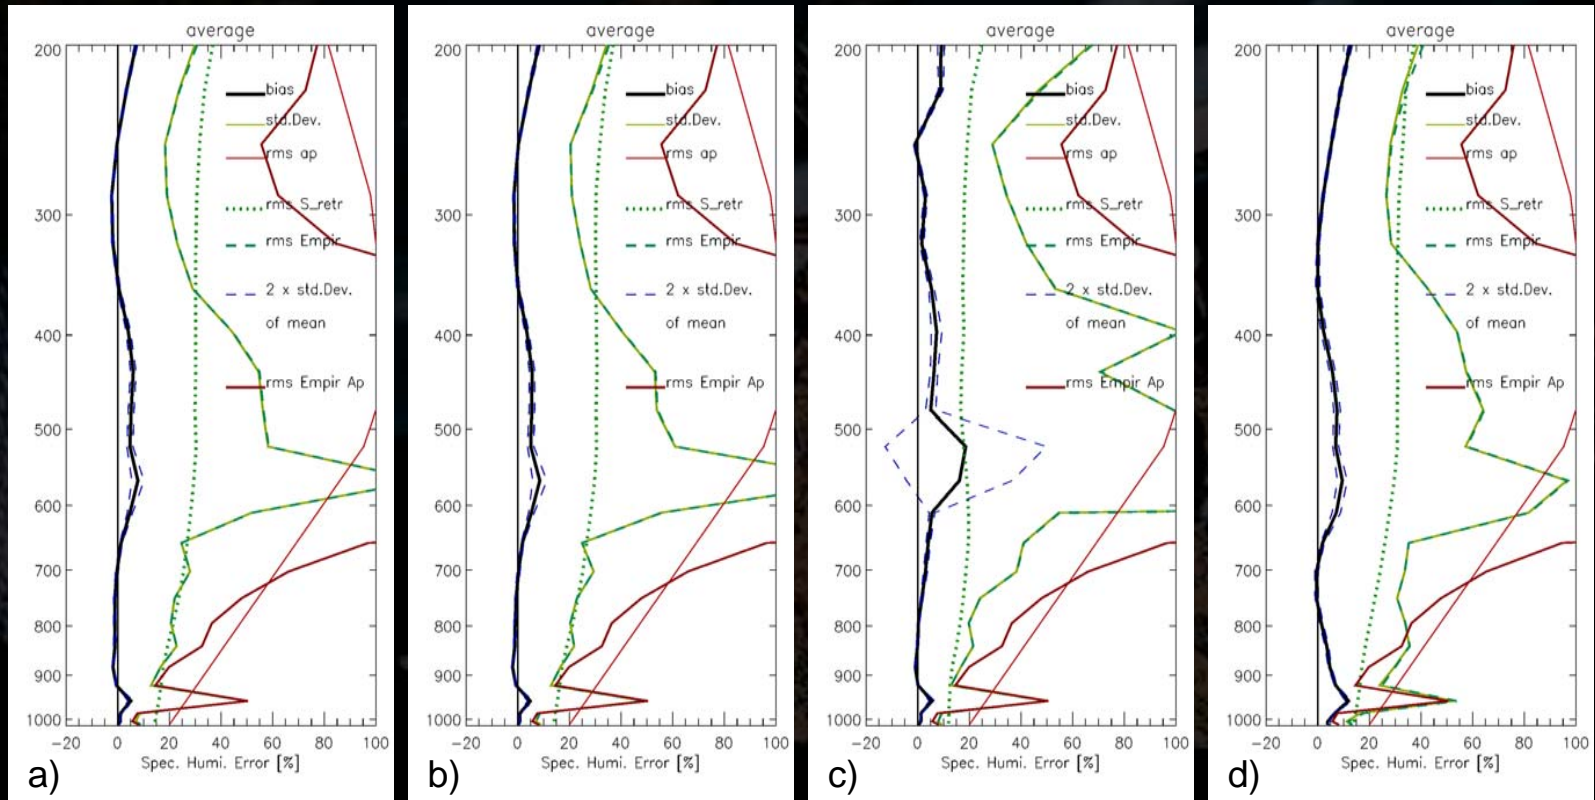 average
200
300
400
500
600
700
800
900
1000
bias
std.Dev.
rms ap
rms S_retr
rms Empir
2 x std.Dev.
of mean
rms Empir Ap
−20 0 20 40 60 80 100
Spec. Humi. Error [%]
a)
average
200
300
400
500
600
700
800
900
1000
bias
std.Dev.
rms ap
rms S_retr
rms Empir
2 x std.Dev.
of mean
rms Empir Ap
−20 0 20 40 60 80 100
Spec. Humi. Error [%]
b)
average
200
300
400
500
600
700
800
900
1000
bias
std.Dev.
rms ap
rms S_retr
rms Empir
2 x std.Dev.
of mean
rms Empir Ap
−20 0 20 40 60 80 100
Spec. Humi. Error [%]
c)
average
200
300
400
500
600
700
800
900
1000
bias
std.Dev.
rms ap
rms S_retr
rms Empir
2 x std.Dev.
of mean
rms Empir Ap
−20 0 20 40 60 80 100
Spec. Humi. Error [%]
d)